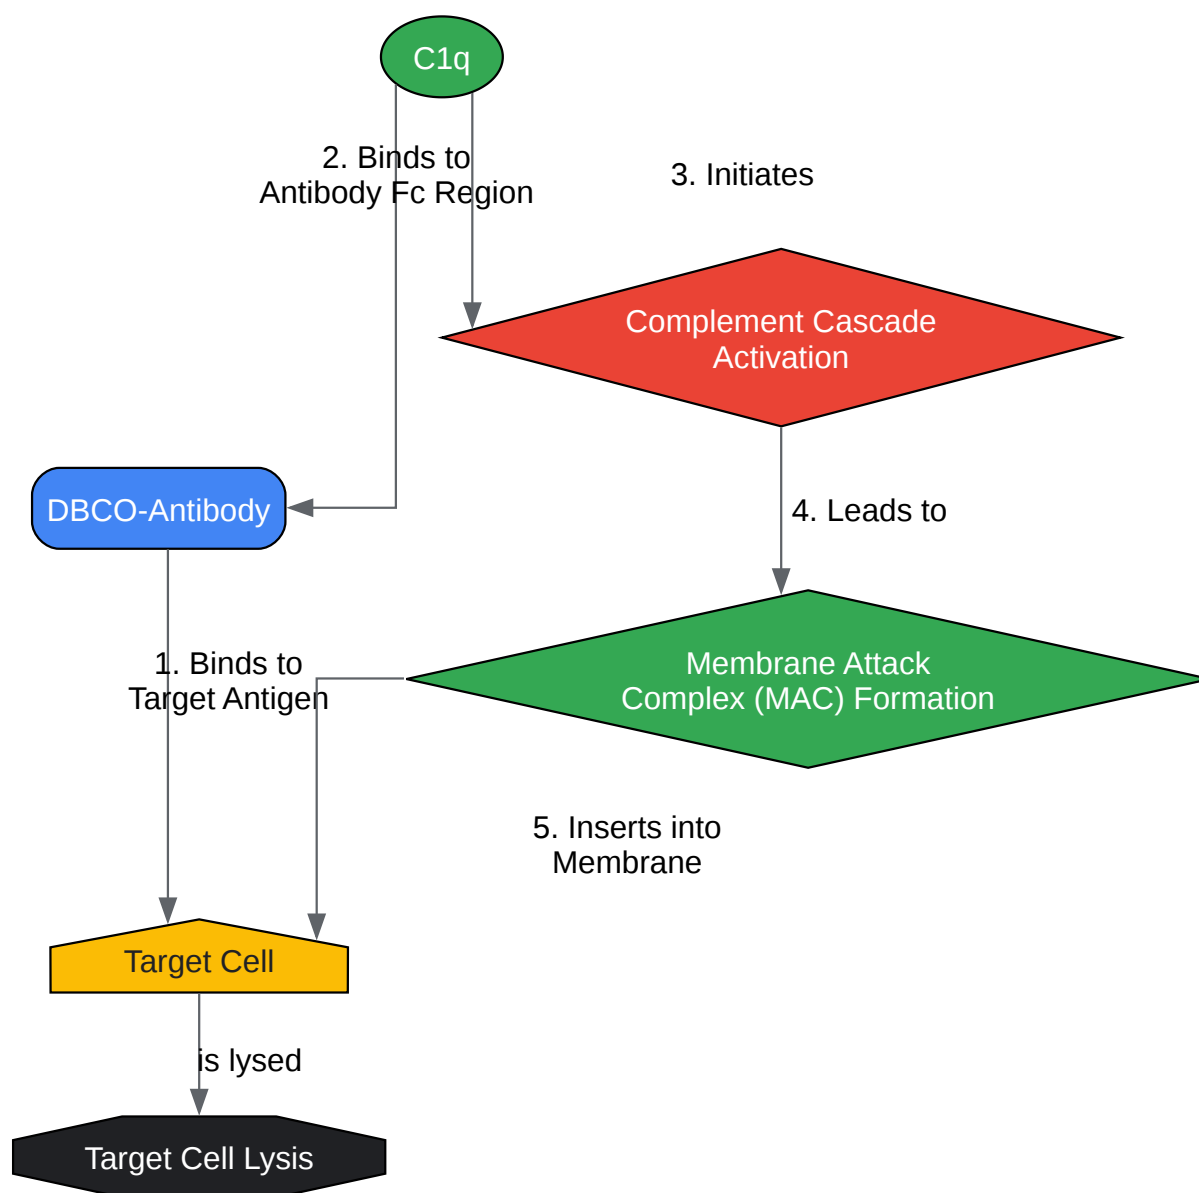 C1q
2. Binds to
Antibody Fc Region
3. Initiates
Complement Cascade
Activation
DBCO-Antibody
4. Leads to
1. Binds to
Target Antigen
Membrane Attack
Complex (MAC) Formation
5. Inserts into
Membrane
Target Cell
is lysed
Target Cell Lysis